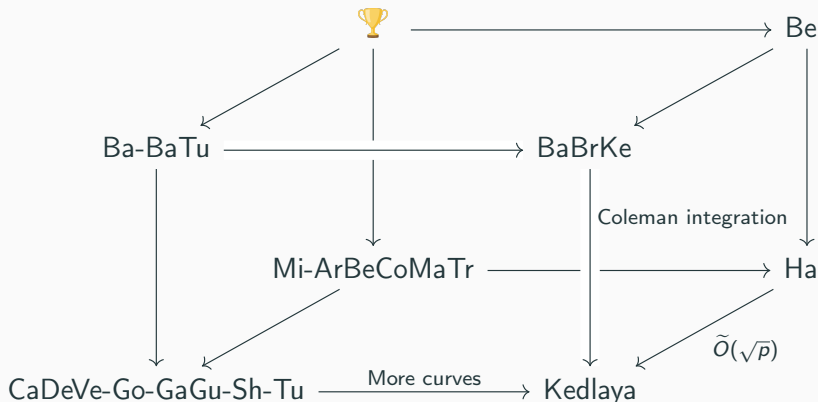 🏆 Be
Ba-BaTu BaBrKe
Coleman integration
Mi-ArBeCoMaTr Ha
Õ(√p)
CaDeVe-Go-GaGu-Sh-Tu More curves Kedlaya